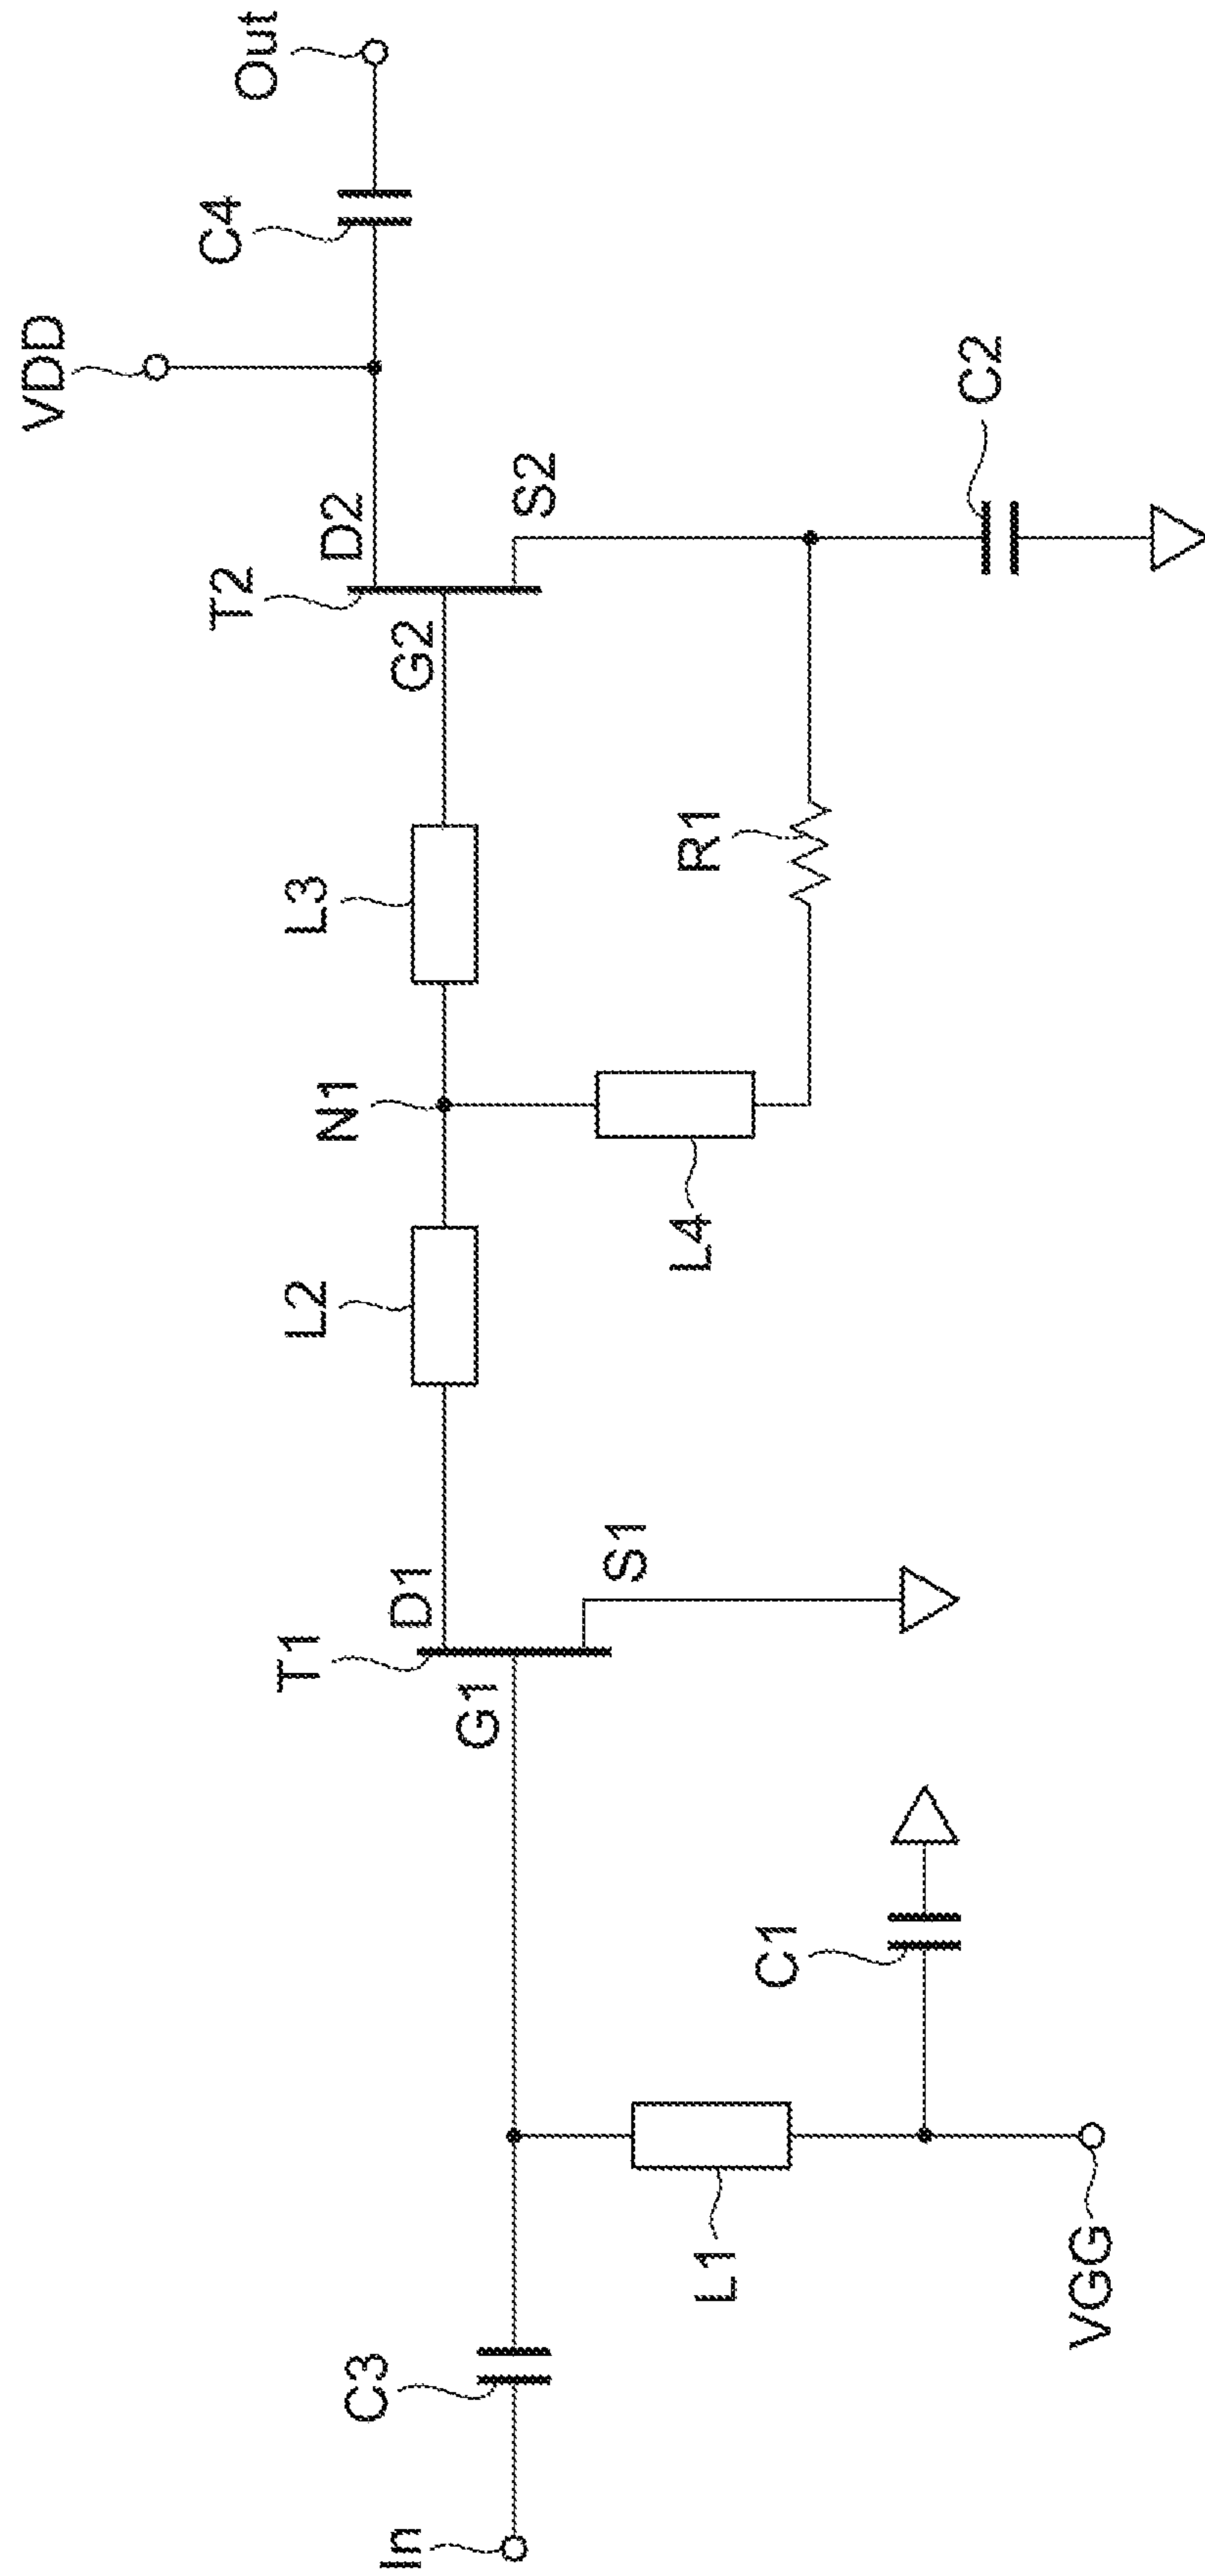 In
C3
L1
VGG
C1
G1
T1
D1
S1
L2
N1
L4
L3
R1
G2
T2
D2
S2
C2
VDD
C4
Out